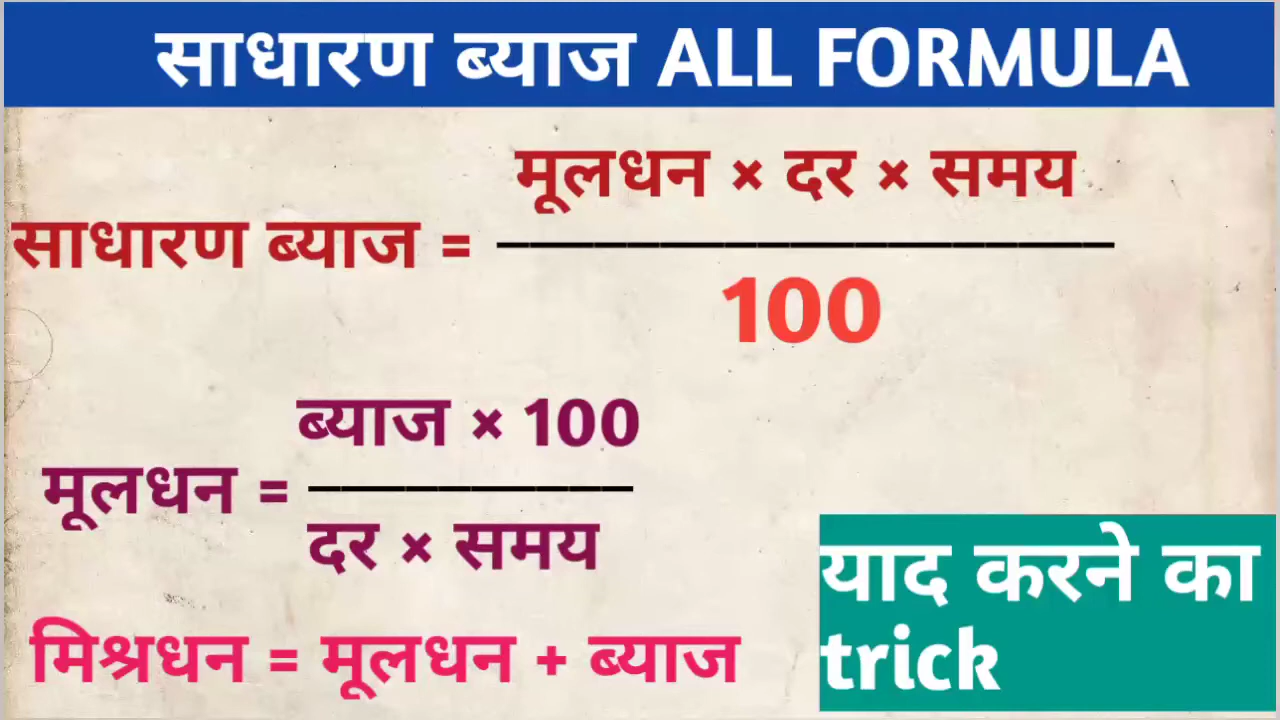 साधारण ब्याज ALL FORMULA
मूलधन × दर × समय
साधारण ब्याज =
100
ब्याज × 100
मूलधन =
दर × समय
मिश्रधन = मूलधन + ब्याज
याद करने का
trick